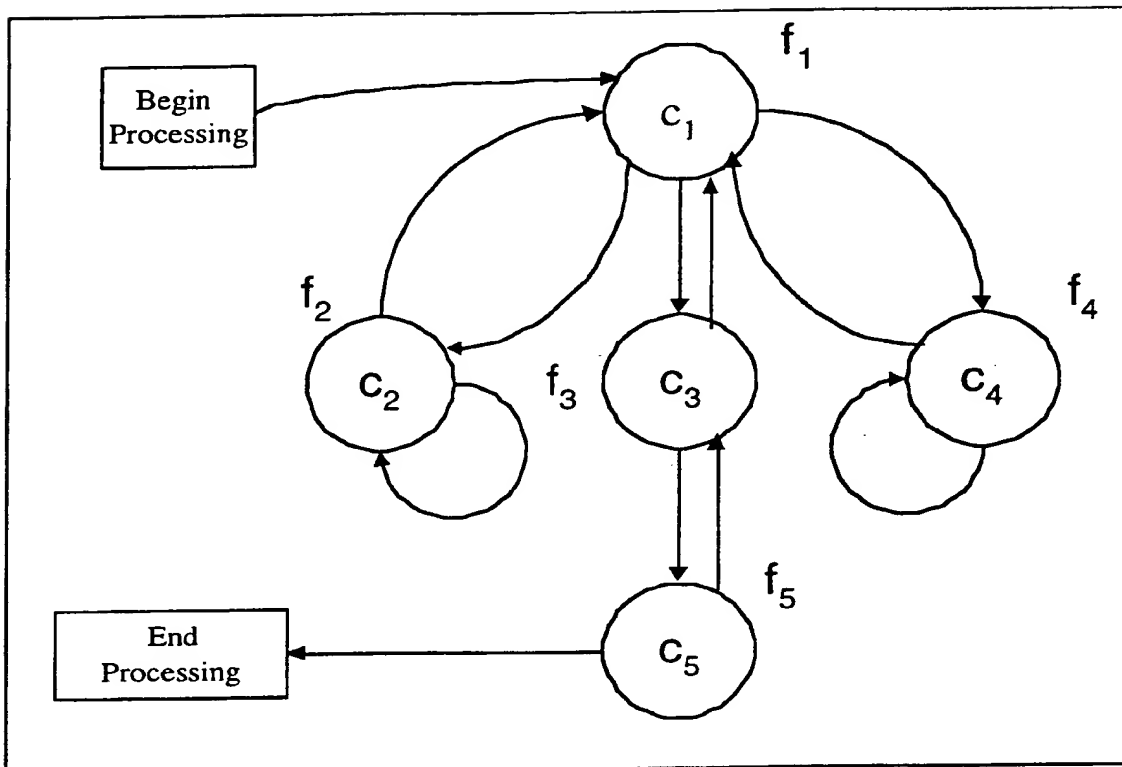 f₁
Begin
Processing
C₁
f₂
f₄
C₂
f₃
C₃
C₄
f₅
End
Processing
C₅